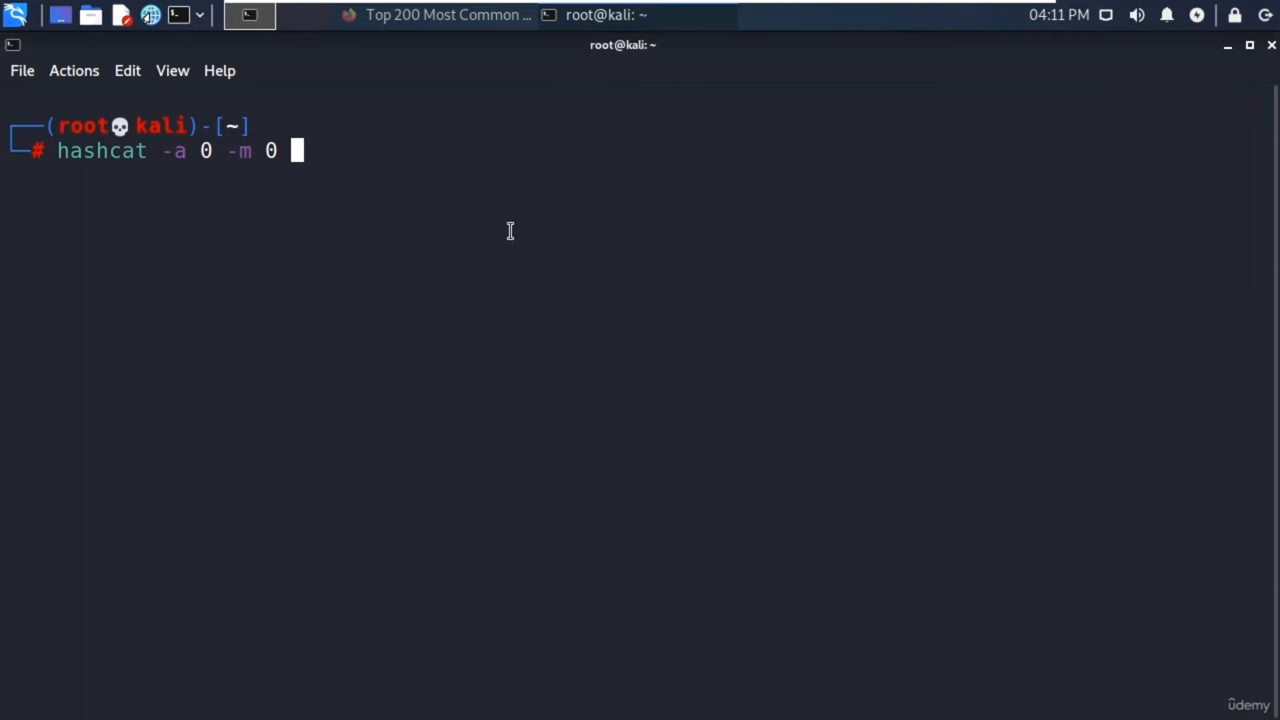 Top 200 Most Common ... root@kali: ~ 04:11 PM
root@kali: ~
File Actions Edit View Help
(root💀kali)-[~]
# hashcat -a 0 -m 0
ûdemy